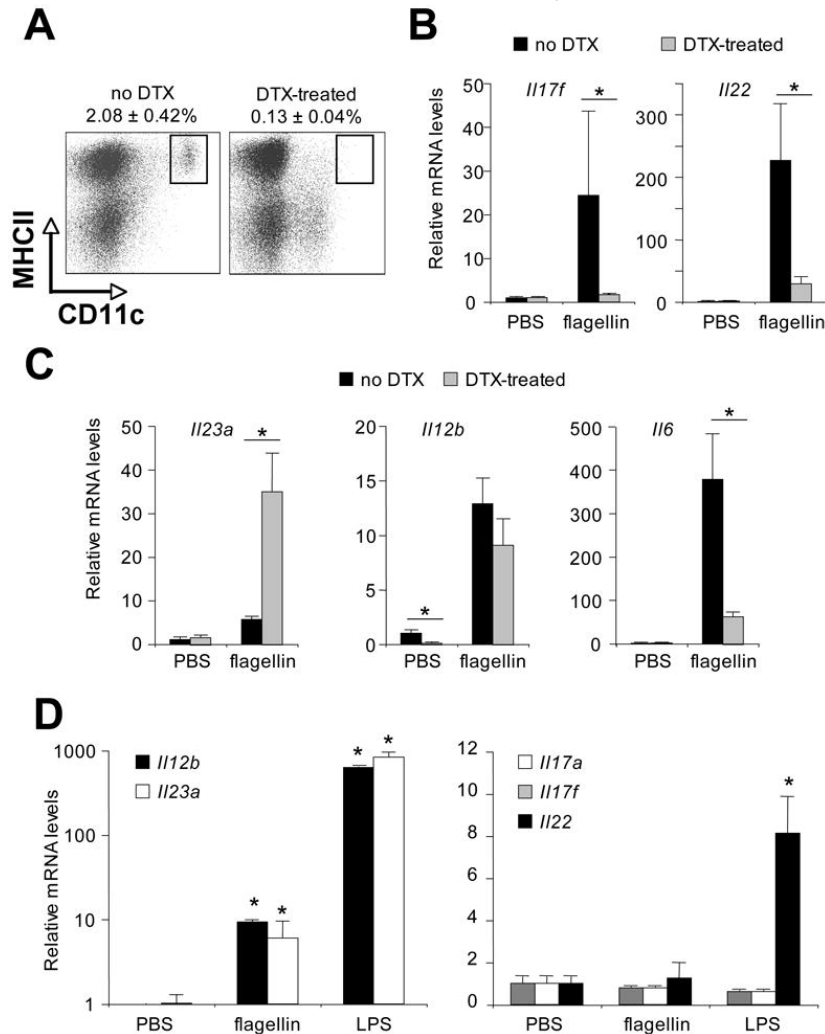 A
no DTX
2.08 ± 0.42%
DTX-treated
0.13 ± 0.04%
MHCII
CD11c
B
no DTX
DTX-treated
Relative mRNA levels
Il17f
*
50
40
30
20
10
0
PBS
flagellin
Il22
*
300
200
100
0
PBS
flagellin
C
no DTX
DTX-treated
Relative mRNA levels
Il23a
*
50
40
30
20
10
0
PBS
flagellin
Il12b
20
15
10
5
0
*
PBS
flagellin
Il6
*
500
400
300
200
100
0
PBS
flagellin
D
Relative mRNA levels
1000
100
10
1
Il12b
Il23a
* *
* *
PBS
flagellin
LPS
12
10
8
6
4
2
0
Il17a
Il17f
Il22
*
PBS
flagellin
LPS